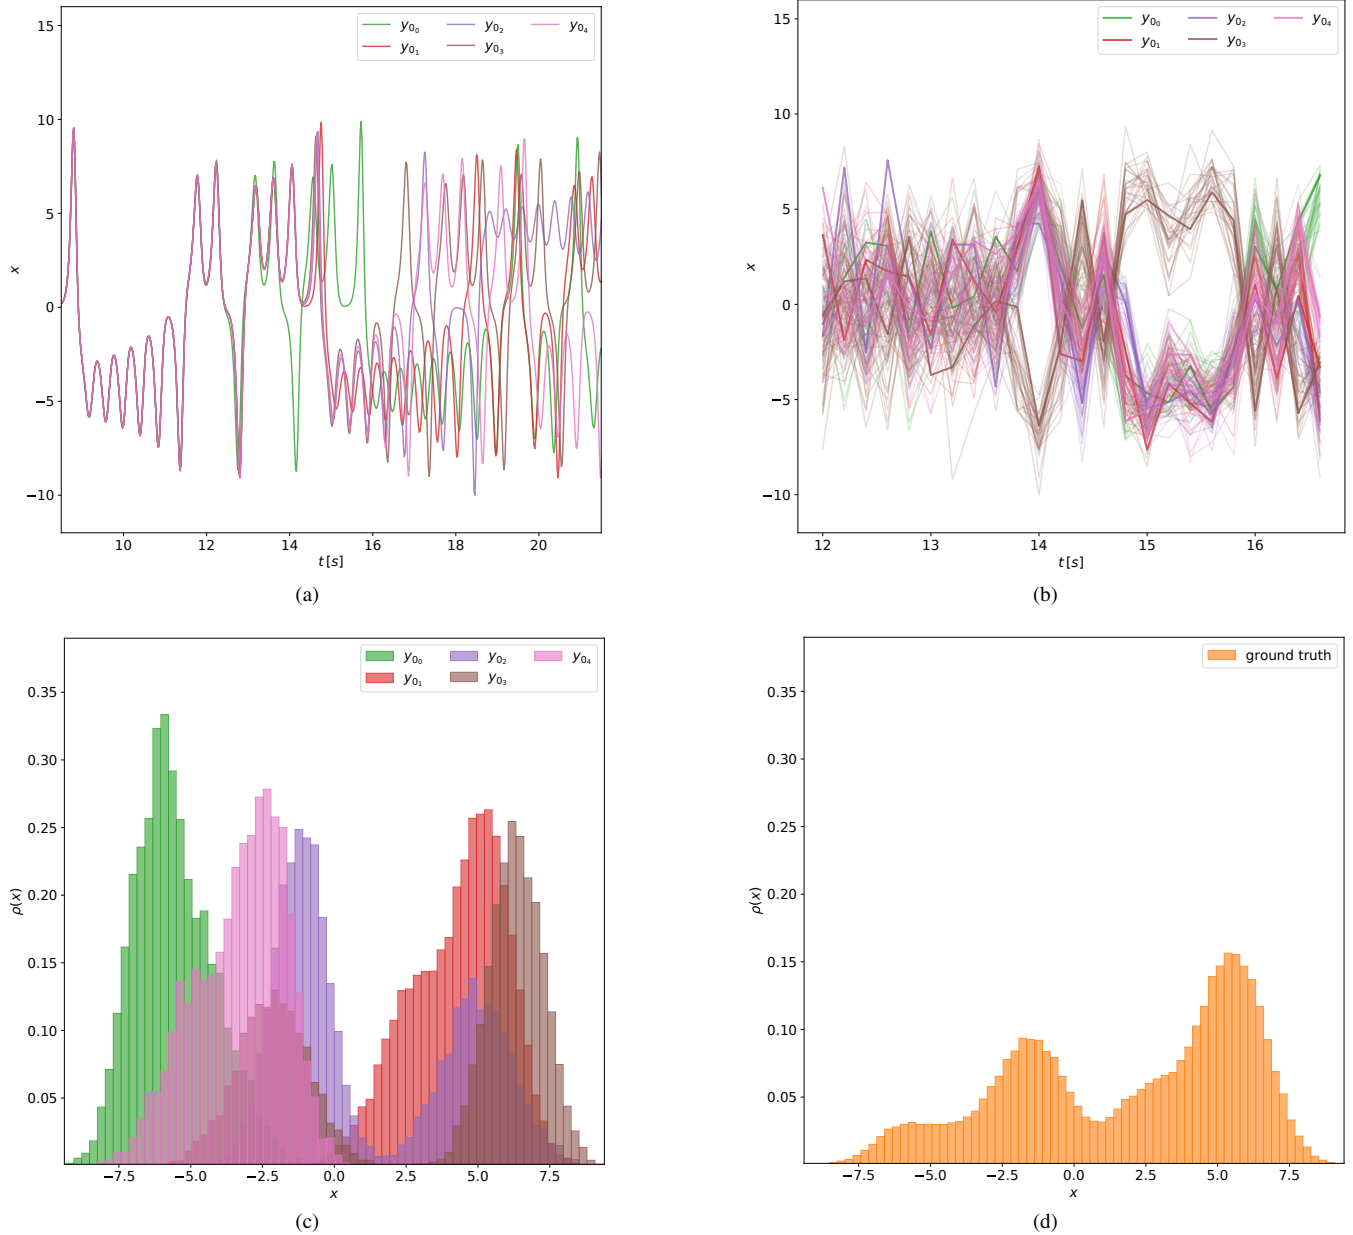 15
10
5
0
−5
−10
x
y₀₀ y₀₂ y₀₄
y₀₁ y₀₃
10 12 14 16 18 20
t [s]
(a)
15
10
5
0
−5
−10
x
y₀₀ y₀₂ y₀₄
y₀₁ y₀₃
12 13 14 15 16
t [s]
(b)
0.35
0.30
0.25
0.20
0.15
0.10
0.05
ρ(x)
y₀₀ y₀₂ y₀₄
y₀₁ y₀₃
−7.5 −5.0 −2.5 0.0 2.5 5.0 7.5
x
(c)
0.35
0.30
0.25
0.20
0.15
0.10
0.05
ρ(x)
ground truth
−7.5 −5.0 −2.5 0.0 2.5 5.0 7.5
x
(d)